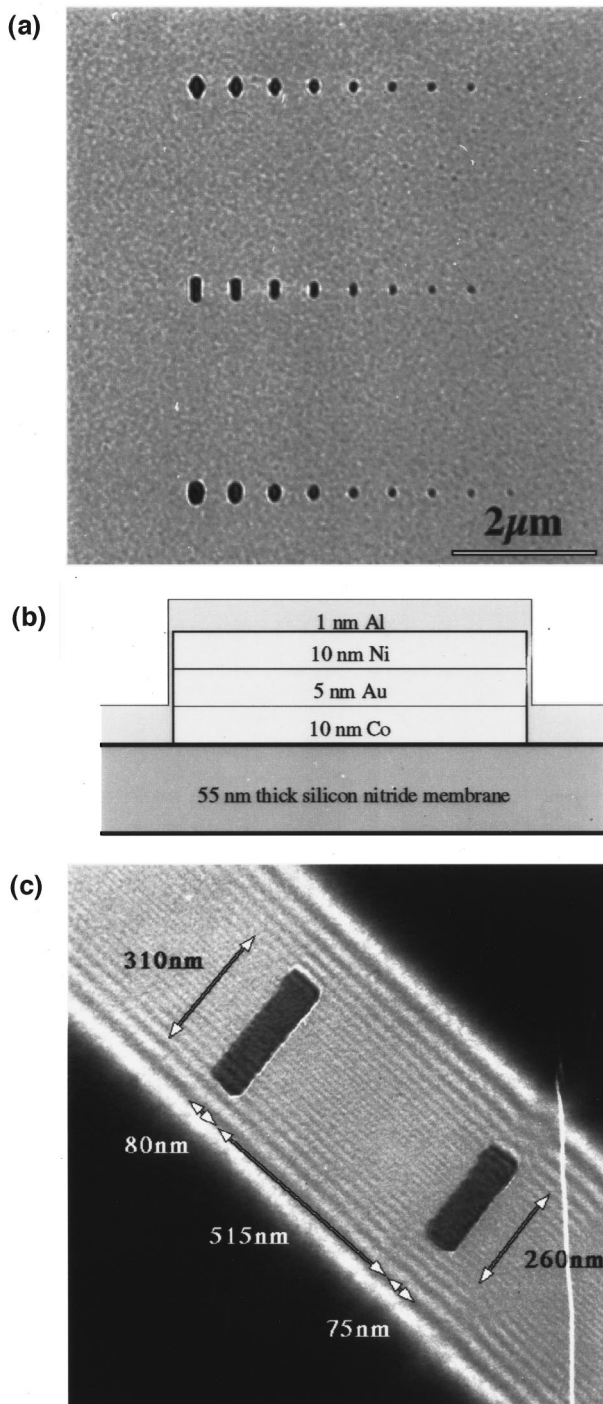 (a)
2μm
(b)
1 nm Al
10 nm Ni
5 nm Au
10 nm Co
55 nm thick silicon nitride membrane
(c)
310nm
80nm
515nm
260nm
75nm